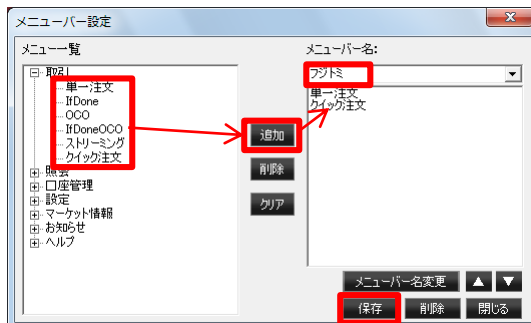 メニューバー設定
メニュー一覧
メニューバー名:
取引
単一注文
IfDone
OCO
IfDoneOCO
ストリーミング
クイック注文
照会
口座管理
設定
マーケット情報
お知らせ
ヘルプ
追加
削除
クリア
フジトミ
単一注文
クイック注文
メニューバー名変更
▲
▼
保存
削除
閉じる